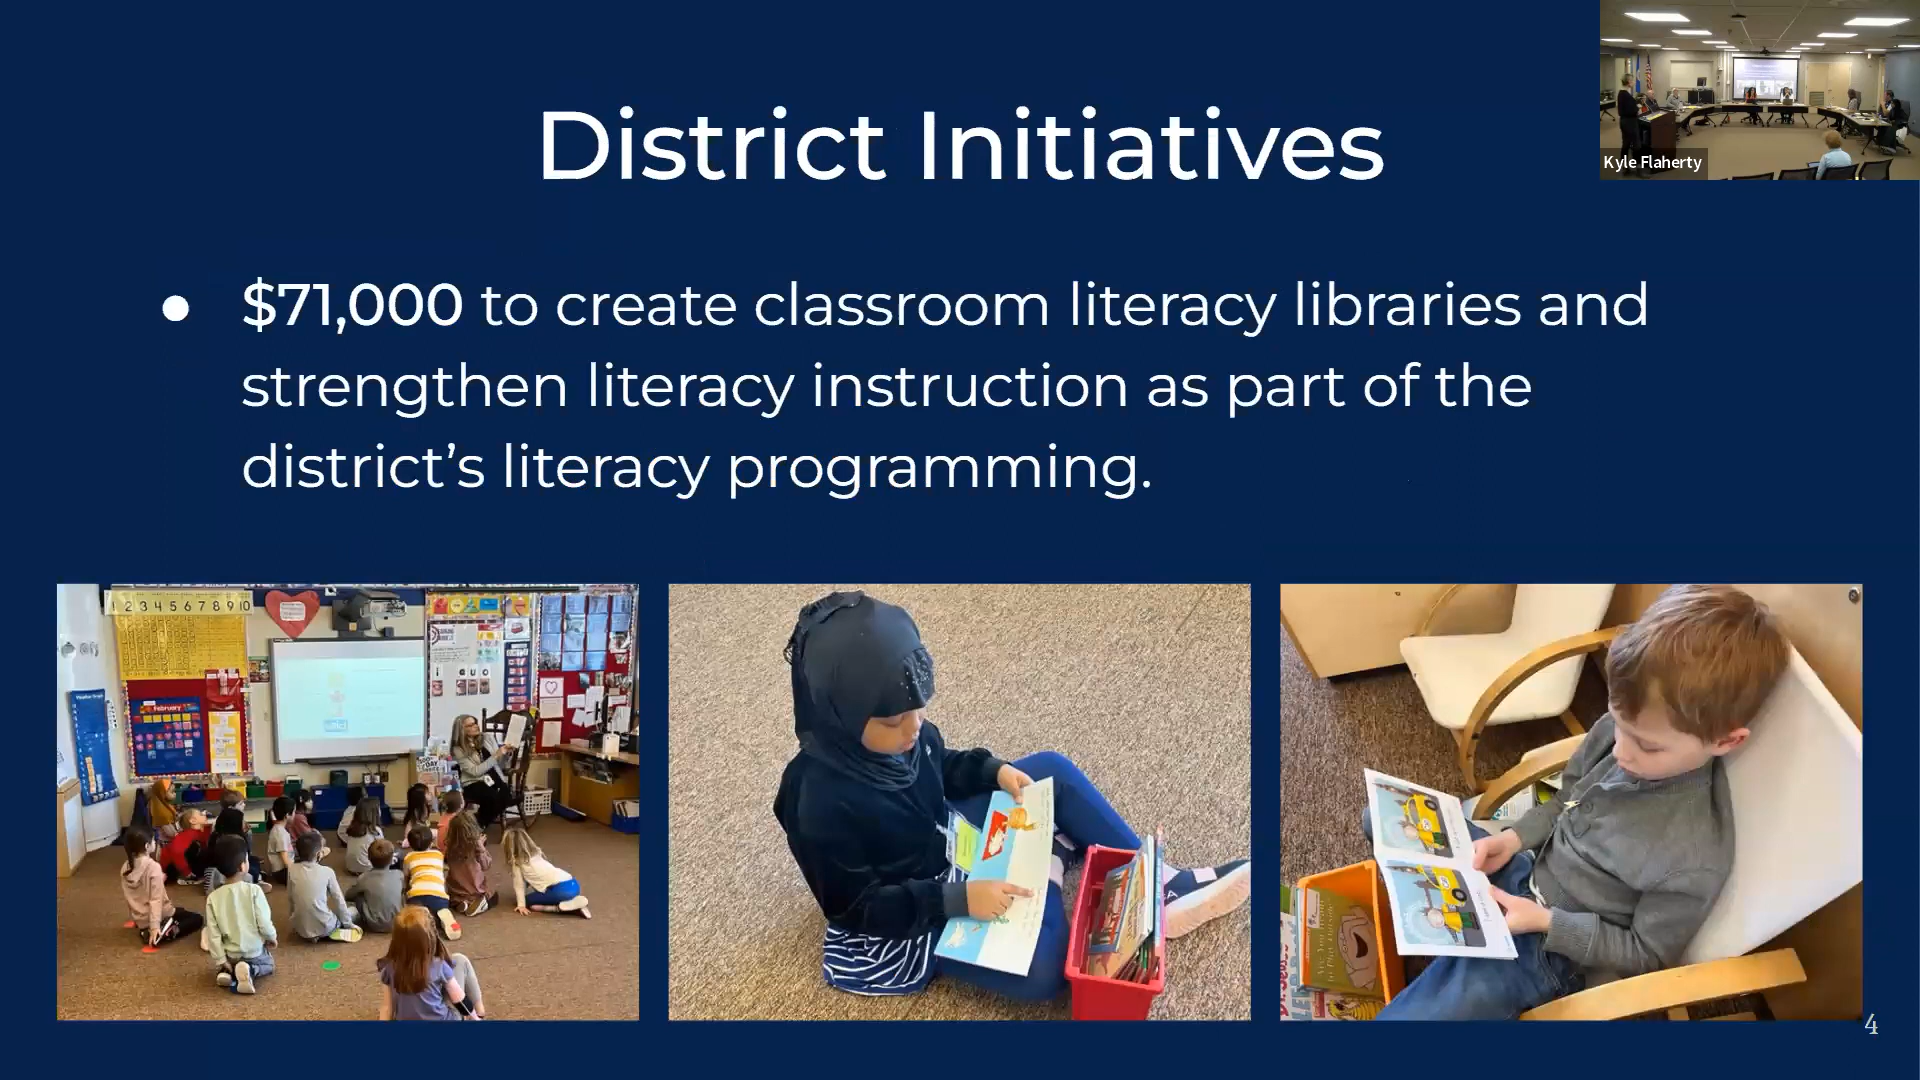 District Initiatives
Kyle Flaherty
● $71,000 to create classroom literacy libraries and
strengthen literacy instruction as part of the
district’s literacy programming.
1 2 3 4 5 6 7 8 9 10
February
4